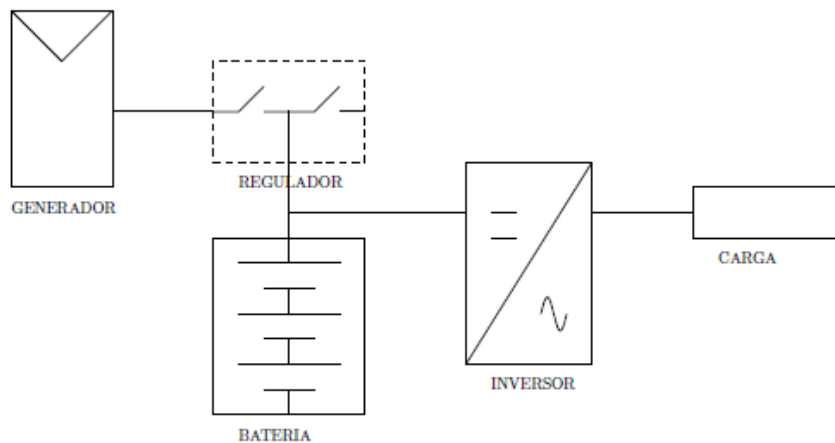 REGULADOR
GENERADOR
CARGA
INVERSOR
BATERIA